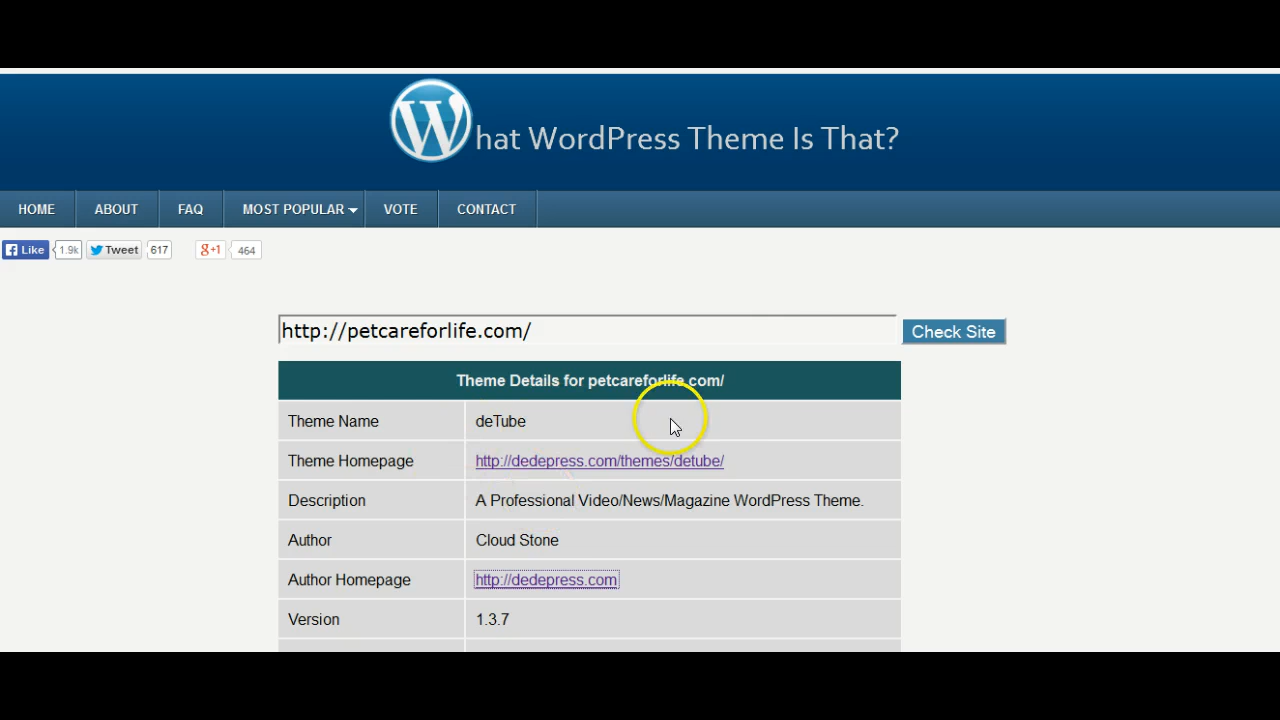 What WordPress Theme Is That?
HOME ABOUT FAQ MOST POPULAR VOTE CONTACT
Like 1.9k Tweet 617 g+1 464
http://petcareforlife.com/ Check Site
Theme Details for petcareforlife.com/
Theme Name deTube
Theme Homepage http://dedepress.com/themes/detube/
Description A Professional Video/News/Magazine WordPress Theme.
Author Cloud Stone
Author Homepage http://dedepress.com
Version 1.3.7